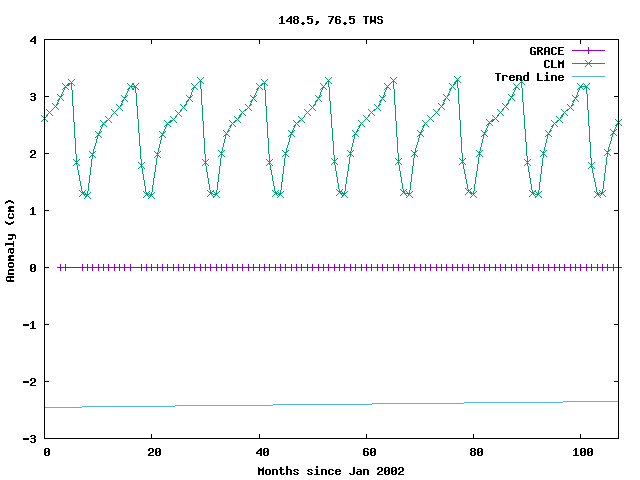 148.5, 76.5 TWS
GRACE
CLM
Trend Line
4
3
2
1
0
-1
-2
-3
Anomaly (cm)
0 20 40 60 80 100
Months since Jan 2002